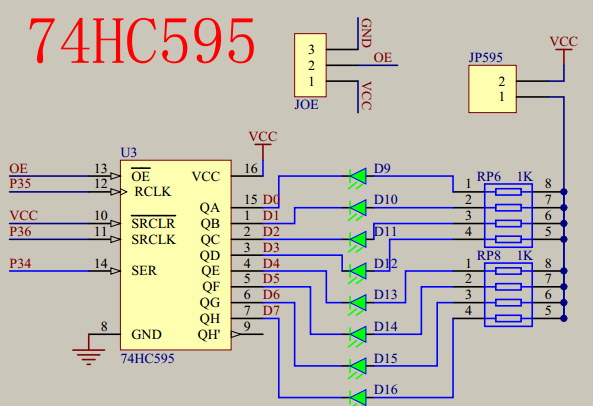 74HC595
3 GND
2 OE
1 VCC
JOE
JP595
VCC
2
1
U3
VCC
OE 13 OE VCC 16
P35 12 RCLK
QA 15 D0
VCC 10 SRCLR QB 1 D1
P36 11 SRCLK QC 2 D2
QD 3 D3
P34 14 SER QE 4 D4
QF 5 D5
QG 6 D6
QH 7 D7
8 GND QH' 9
74HC595
D9
D10
D11
D12
D13
D14
D15
D16
RP6 1K
1 8
2 7
3 6
4 5
RP8 1K
1 8
2 7
3 6
4 5